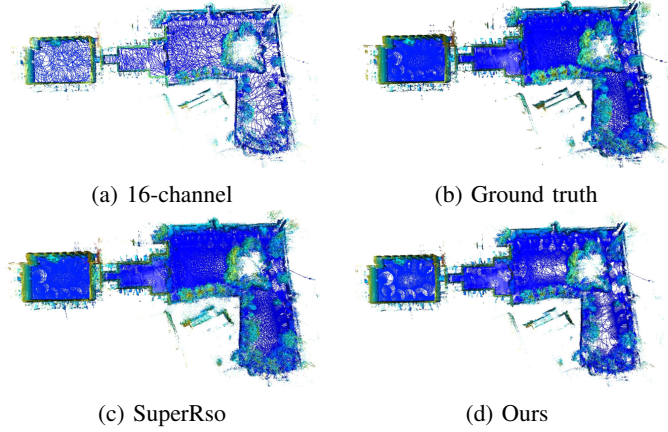 (a) 16-channel
(b) Ground truth
(c) SuperRso
(d) Ours